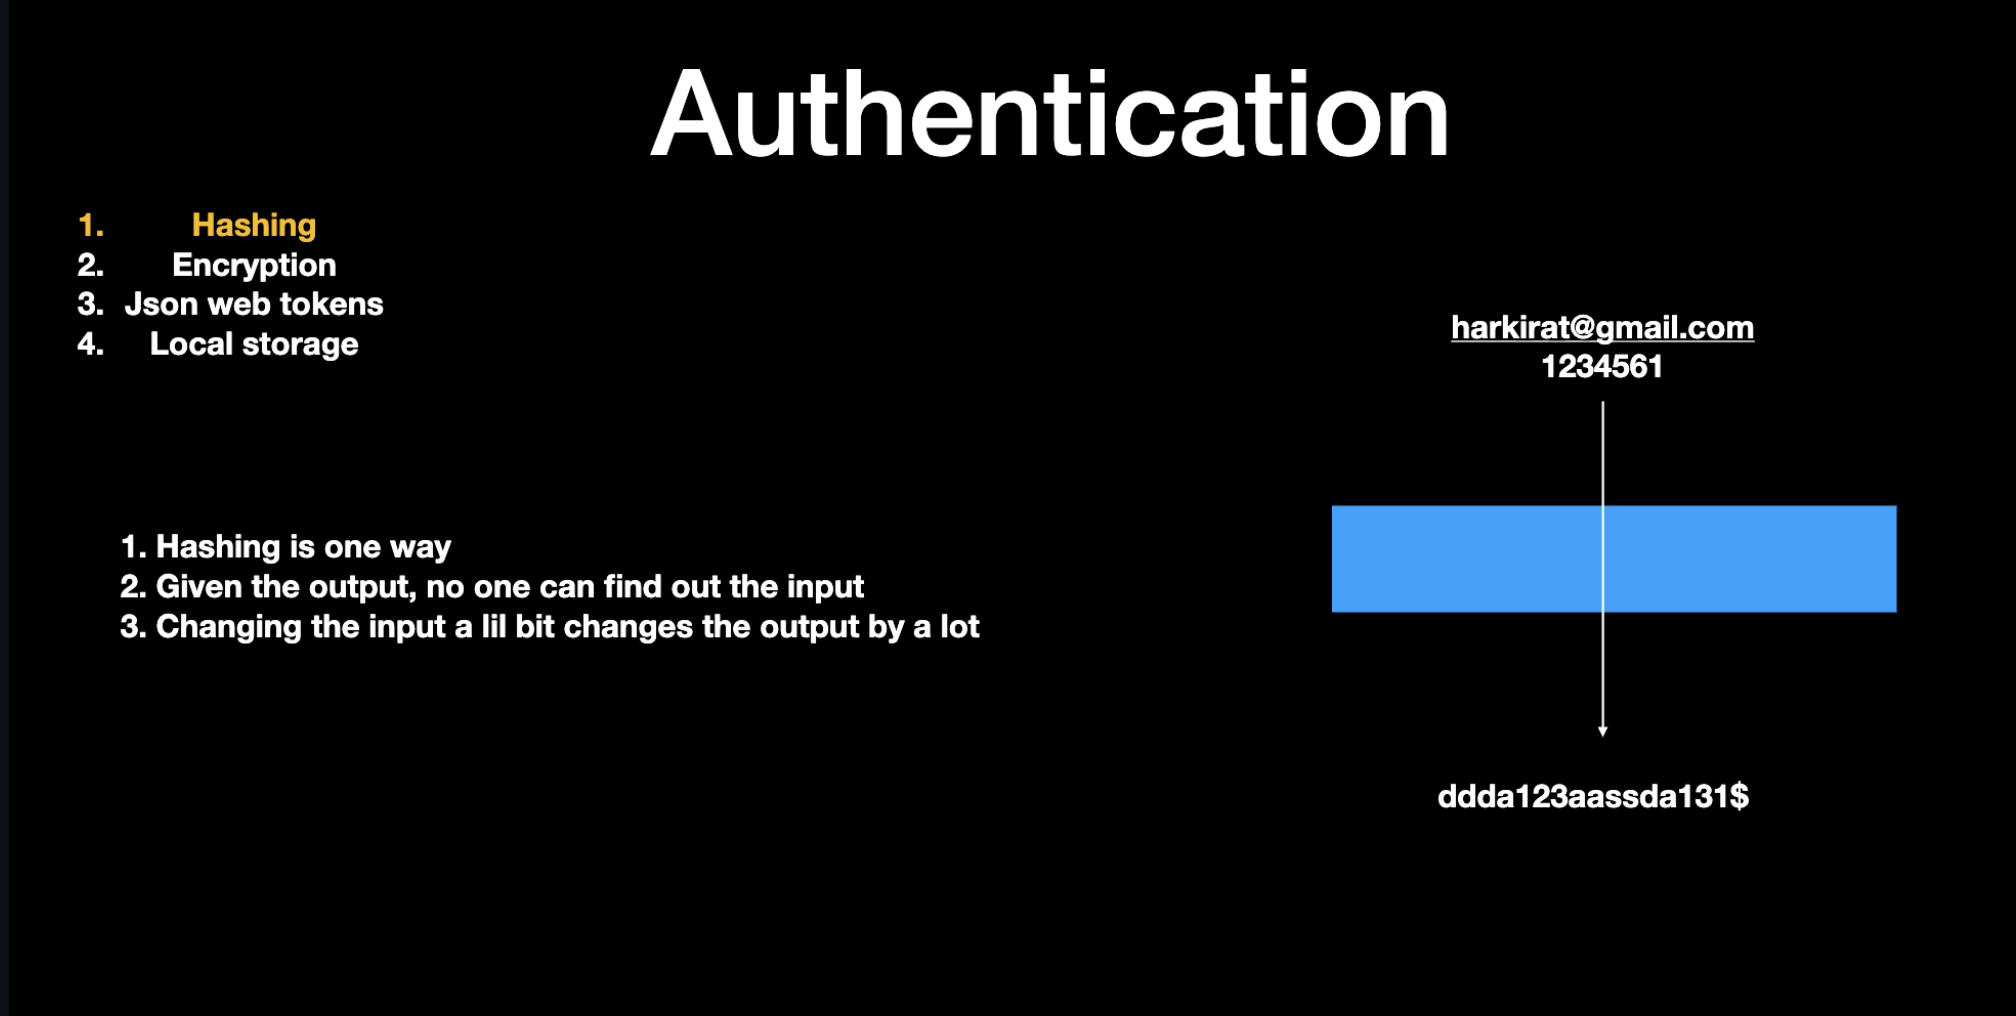 Authentication
1. Hashing
2. Encryption
3. Json web tokens
4. Local storage
harkirat@gmail.com
1234561
1. Hashing is one way
2. Given the output, no one can find out the input
3. Changing the input a lil bit changes the output by a lot
ddda123aassda131$